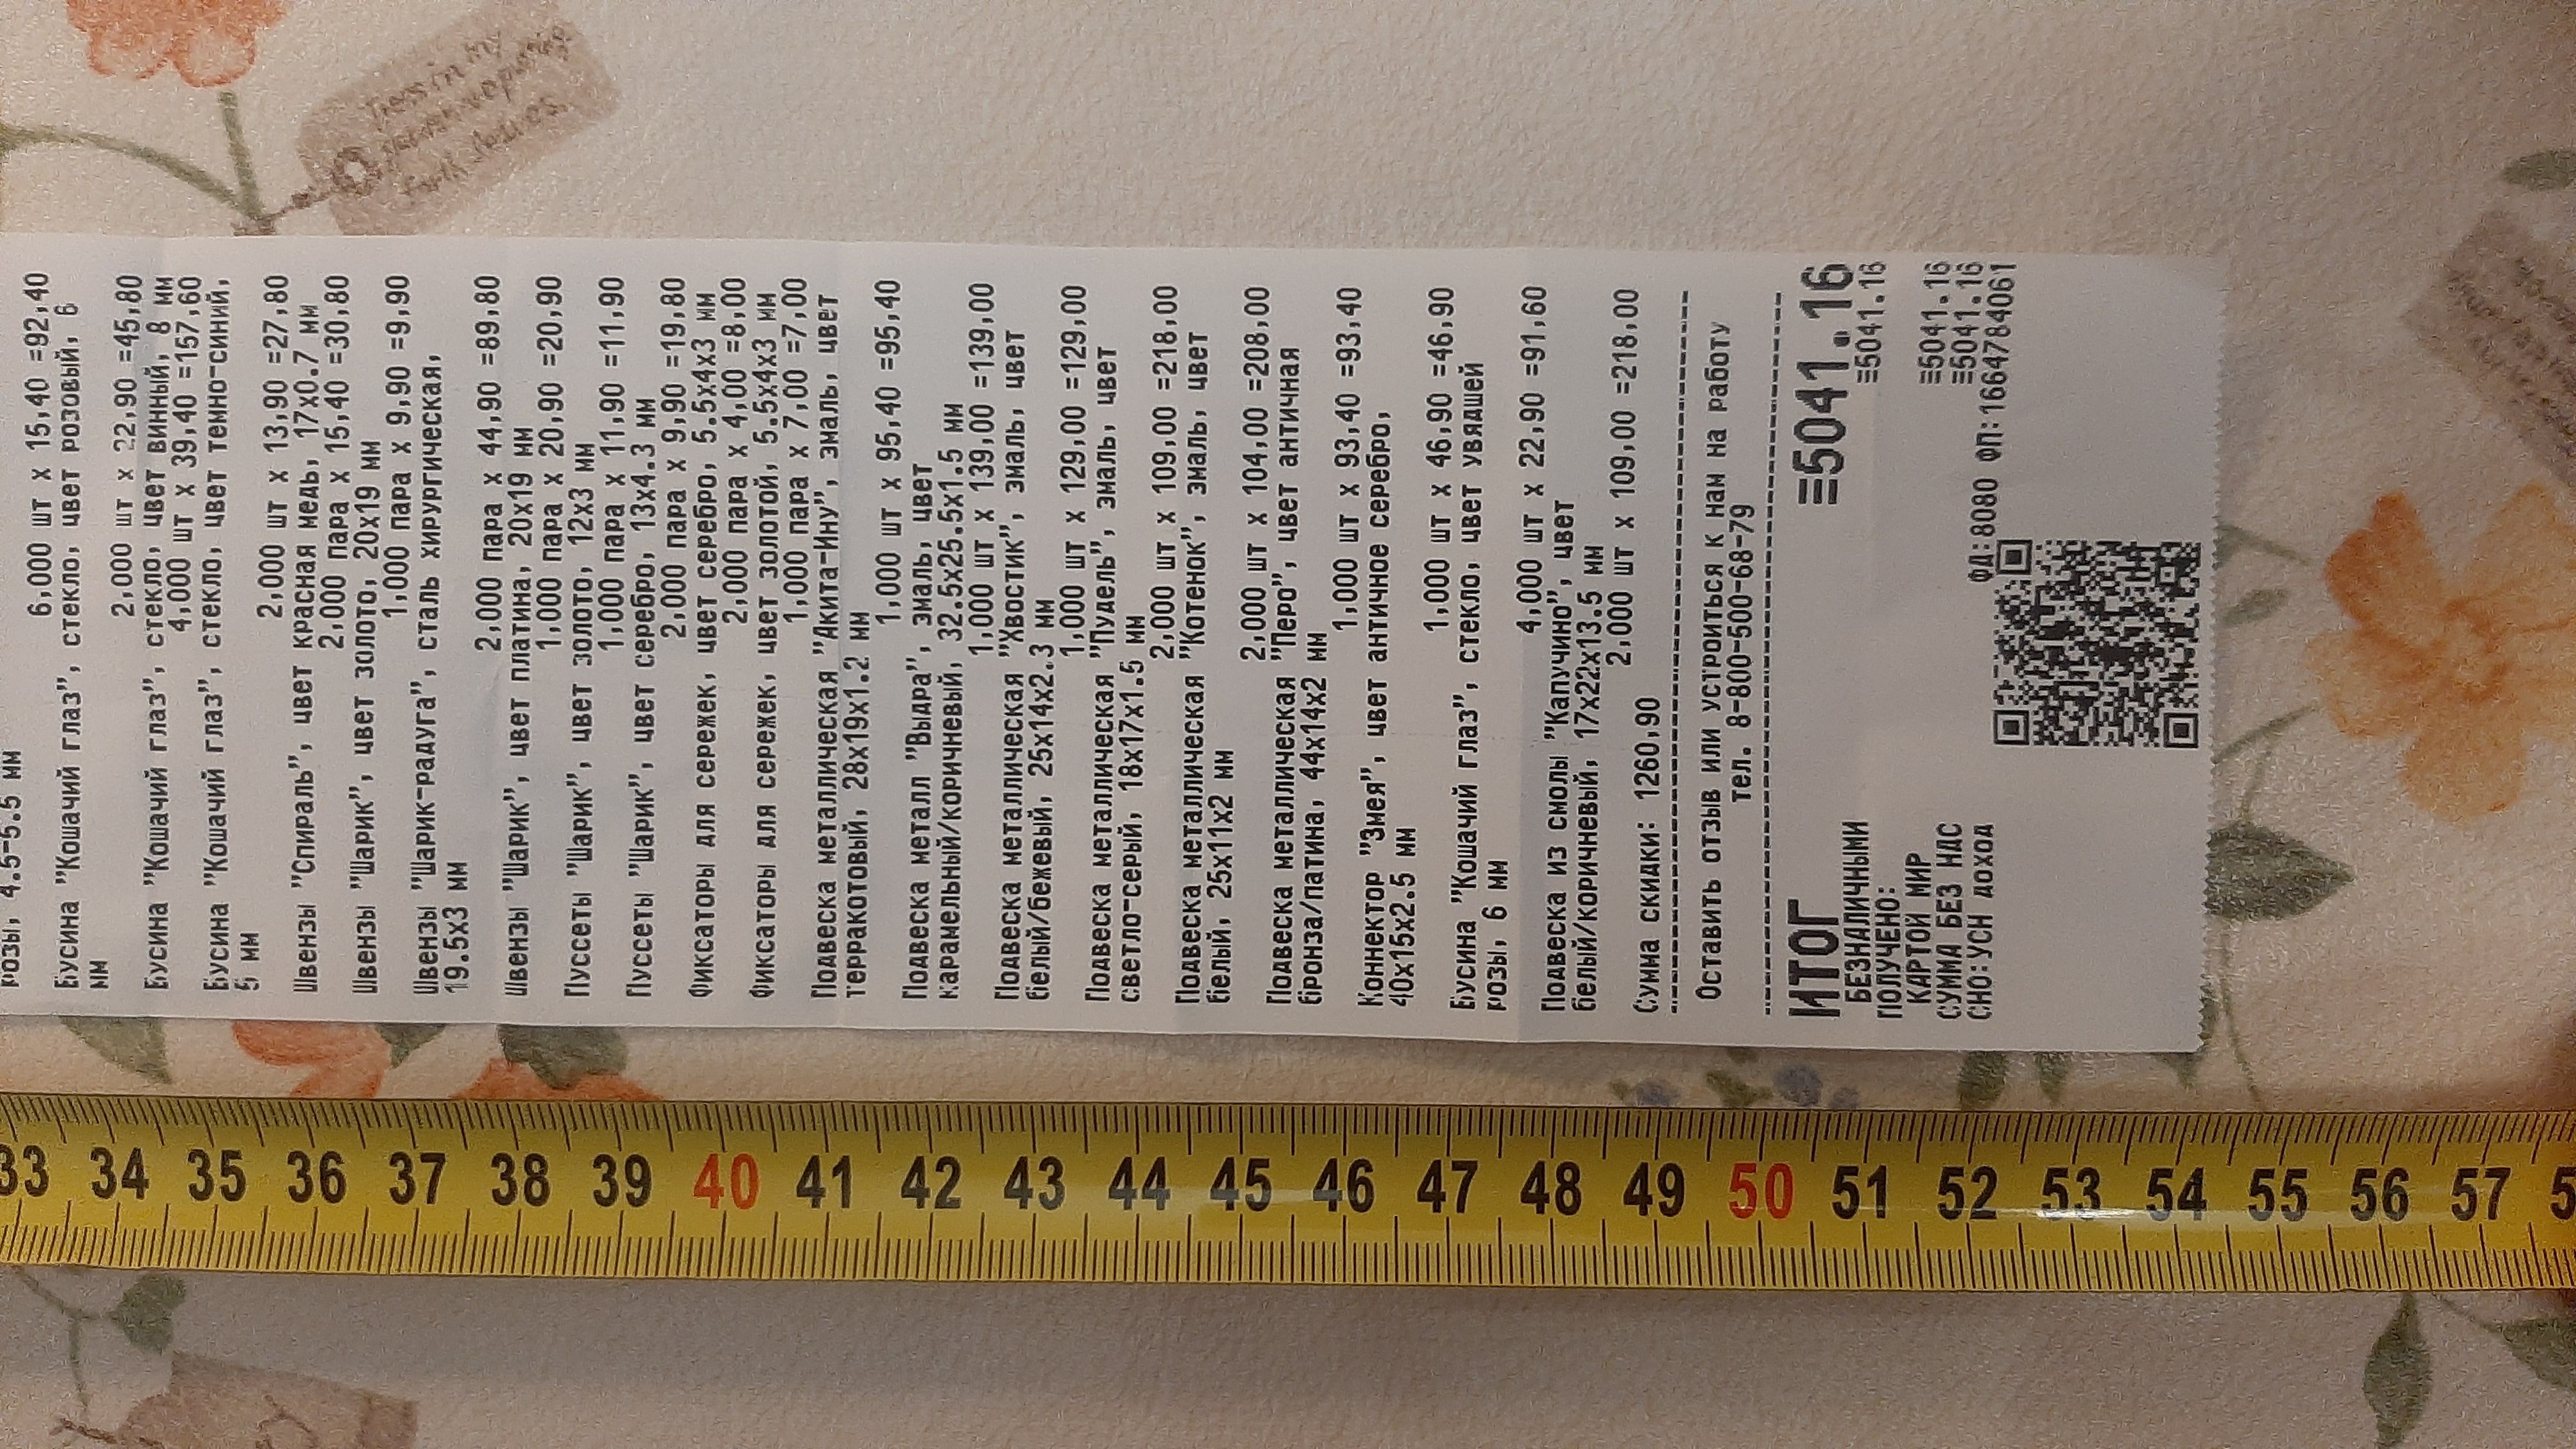 розы, 4.5-5.5 мм
6,000 шт x 15,40 =92,40
Бусина "Кошачий глаз", стекло, цвет розовый, 6
мм
2,000 шт x 22,90 =45,80
Бусина "Кошачий глаз", стекло, цвет винный, 8 мм
4,000 шт x 39,40 =157,60
Бусина "Кошачий глаз", стекло, цвет темно-синий,
5 мм
2,000 шт x 13,90 =27,80
Швензы "Спираль", цвет красная медь, 17x0.7 мм
2,000 пара x 15,40 =30,80
Швензы "Шарик", цвет золото, 20x19 мм
1,000 пара x 9,90 =9,90
Швензы "Шарик-радуга", сталь хирургическая,
19.5x3 мм
2,000 пара x 44,90 =89,80
Швензы "Шарик", цвет платина, 20x19 мм
1,000 пара x 20,90 =20,90
Пуссеты "Шарик", цвет золото, 12x3 мм
1,000 пара x 11,90 =11,90
Пуссеты "Шарик", цвет серебро, 13x4.3 мм
2,000 пара x 9,90 =19,80
Фиксаторы для сережек, цвет серебро, 5.5x4x3 мм
2,000 пара x 4,00 =8,00
Фиксаторы для сережек, цвет золотой, 5.5x4x3 мм
1,000 пара x 7,00 =7,00
Подвеска металлическая "Акита-Ину", эмаль, цвет
терракотовый, 28x19x1.2 мм
1,000 шт x 95,40 =95,40
Подвеска металл "Выдра", эмаль, цвет
карамельный/коричневый, 32.5x25.5x1.5 мм
1,000 шт x 139,00 =139,00
Подвеска металлическая "Хвостик", эмаль, цвет
белый/бежевый, 25x14x2.3 мм
1,000 шт x 129,00 =129,00
Подвеска металлическая "Пудель", эмаль, цвет
светло-серый, 18x17x1.5 мм
2,000 шт x 109,00 =218,00
Подвеска металлическая "Котенок", эмаль, цвет
белый, 25x11x2 мм
2,000 шт x 104,00 =208,00
Подвеска металлическая "Перо", цвет античная
бронза/патина, 44x14x2 мм
1,000 шт x 93,40 =93,40
Коннектор "Змея", цвет античное серебро,
40x15x2.5 мм
1,000 шт x 46,90 =46,90
Бусина "Кошачий глаз", стекло, цвет увядшей
розы, 6 мм
4,000 шт x 22,90 =91,60
Подвеска из смолы "Капучино", цвет
белый/коричневый, 17x22x13.5 мм
2,000 шт x 109,00 =218,00
Сумма скидки: 1260,90
Оставить отзыв или устроиться к нам на работу
тел. 8-800-500-68-79
ИТОГ ≡5041.16
БЕЗНАЛИЧНЫМИ ≡5041.16
ПОЛУЧЕНО:
КАРТОЙ МИР ≡5041.16
СУММА БЕЗ НДС ≡5041.16
СНО:УСН ДОХОД ФД:8080 ФП:1664784061
33 34 35 36 37 38 39 40 41 42 43 44 45 46 47 48 49 50 51 52 53 54 55 56 57 5